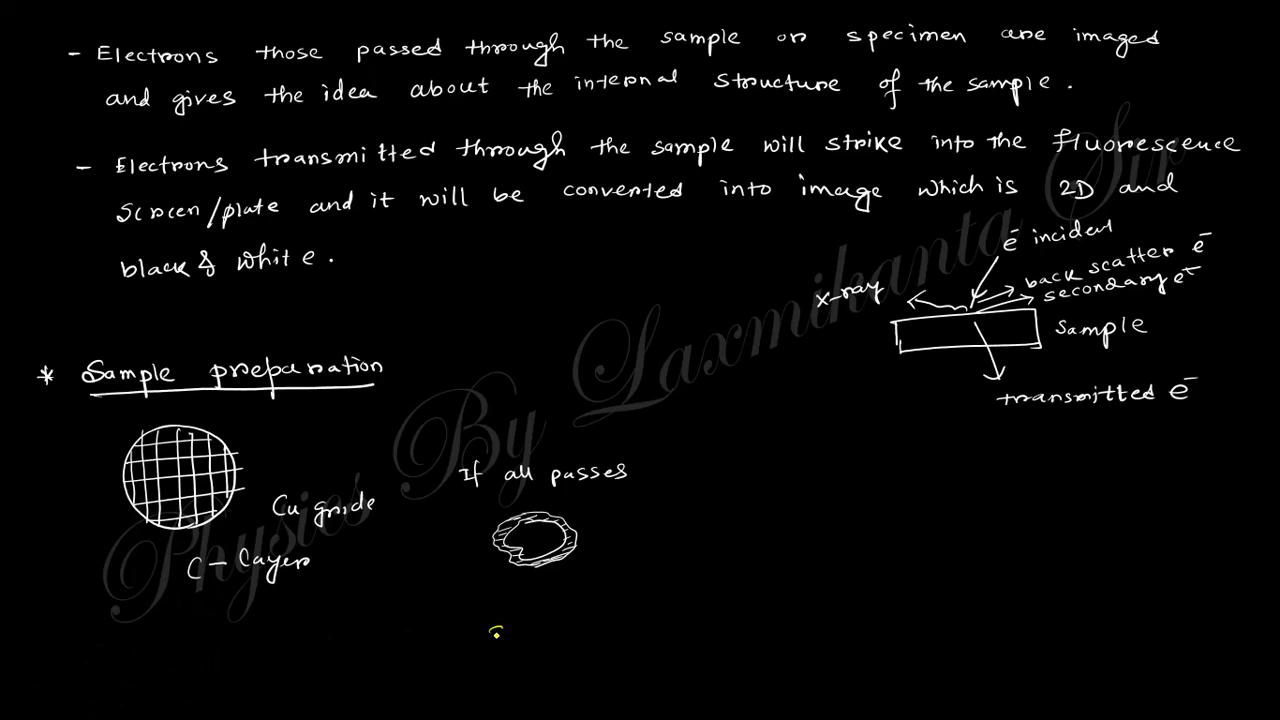 - Electrons those passed through the sample or specimen are images
and gives the idea about the internal structure of the sample.
- Electrons transmitted through the sample will strike into the fluorescence
screen/plate and it will be converted into image which is 2D and
black & white.
e⁻ incident
back scatter e⁻
secondary e⁻
x-ray
Sample
transmitted e⁻
* Sample preparation
If all passes
Cu gride
C - Layer
Physics By Laxmikanta Sir